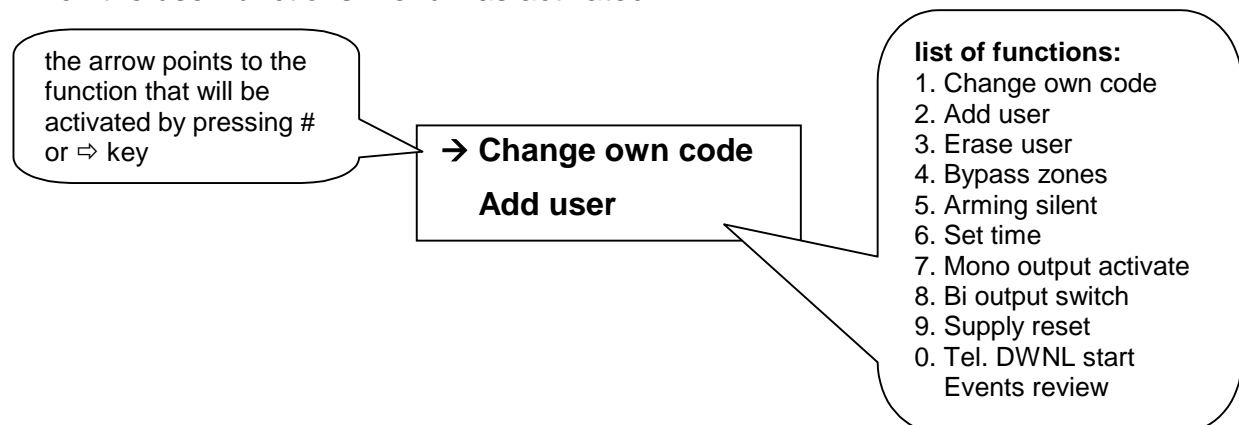 the arrow points to the
function that will be
activated by pressing #
or ⇨ key
→ Change own code
Add user
list of functions:
1. Change own code
2. Add user
3. Erase user
4. Bypass zones
5. Arming silent
6. Set time
7. Mono output activate
8. Bi output switch
9. Supply reset
0. Tel. DWNL start
Events review